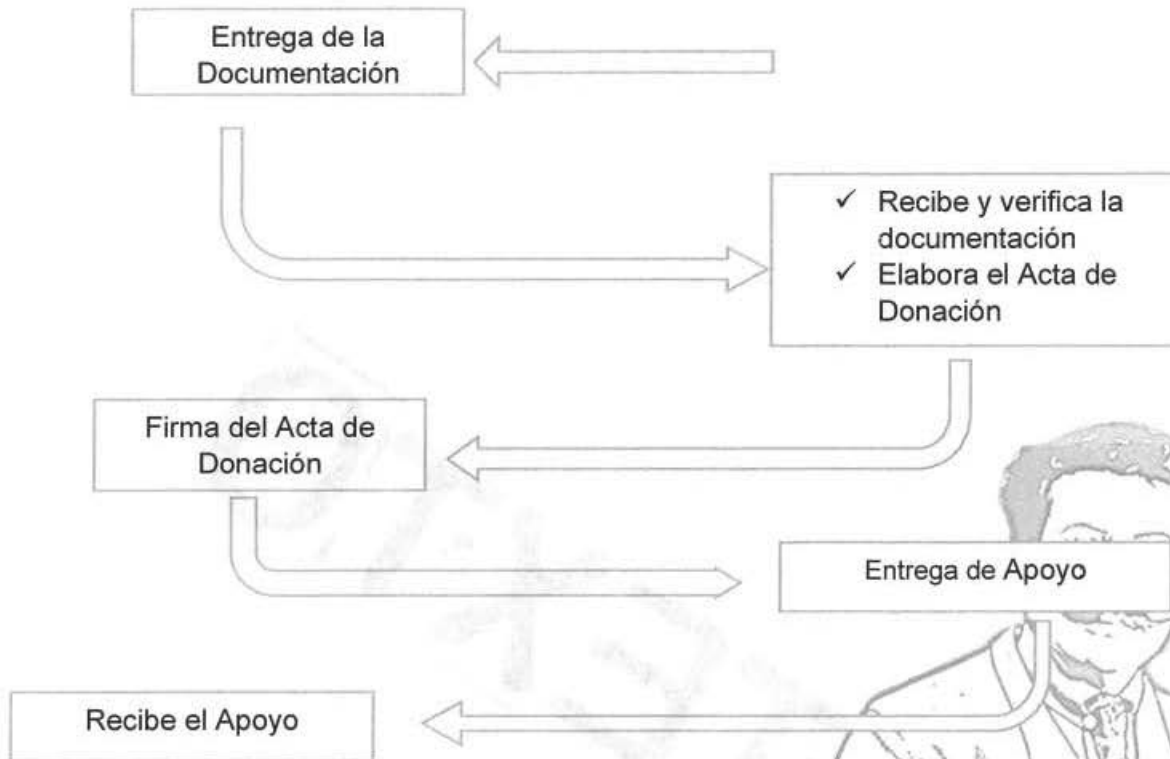 Entrega de la
Documentación
✓ Recibe y verifica la
documentación
✓ Elabora el Acta de
Donación
Firma del Acta de
Donación
Entrega de Apoyo
Recibe el Apoyo